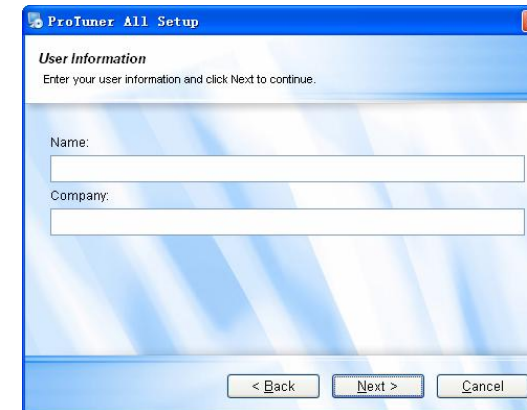 ProTuner All Setup
User Information
Enter your user information and click Next to continue.
Name:
Company:
< Back
Next >
Cancel